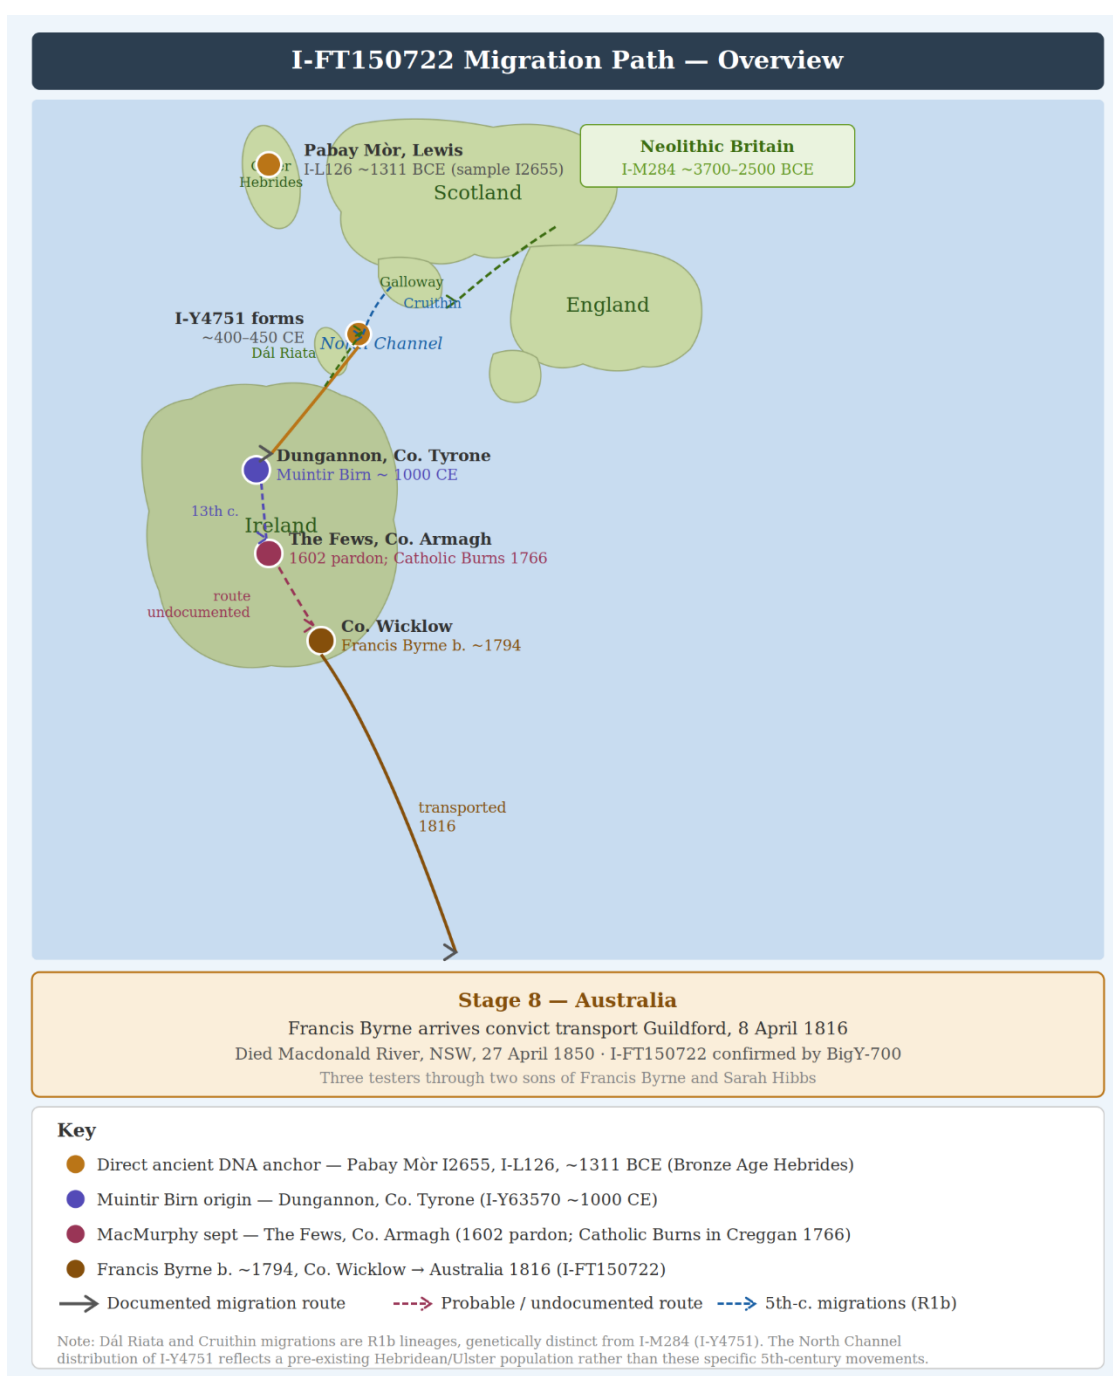 I-FT150722 Migration Path — Overview
Neolithic Britain
I-M284 ~3700–2500 BCE
Pabay Mòr, Lewis
I-L126 ~1311 BCE (sample I2655)
Hebrides
Scotland
Galloway
Cruithin
England
I-Y4751 forms
~400–450 CE
North Channel
Dál Riata
Dungannon, Co. Tyrone
Muintir Birn ~ 1000 CE
13th c.
Ireland
The Fews, Co. Armagh
1602 pardon; Catholic Burns 1766
route
undocumented
Co. Wicklow
Francis Byrne b. ~1794
transported
1816
Stage 8 — Australia
Francis Byrne arrives convict transport Guildford, 8 April 1816
Died Macdonald River, NSW, 27 April 1850 · I-FT150722 confirmed by BigY-700
Three testers through two sons of Francis Byrne and Sarah Hibbs
Key
Direct ancient DNA anchor — Pabay Mòr I2655, I-L126, ~1311 BCE (Bronze Age Hebrides)
Muintir Birn origin — Dungannon, Co. Tyrone (I-Y63570 ~1000 CE)
MacMurphy sept — The Fews, Co. Armagh (1602 pardon; Catholic Burns in Creggan 1766)
Francis Byrne b. ~1794, Co. Wicklow → Australia 1816 (I-FT150722)
Documented migration route
Probable / undocumented route
5th-c. migrations (R1b)
Note: Dál Riata and Cruithin migrations are R1b lineages, genetically distinct from I-M284 (I-Y4751). The North Channel
distribution of I-Y4751 reflects a pre-existing Hebridean/Ulster population rather than these specific 5th-century movements.